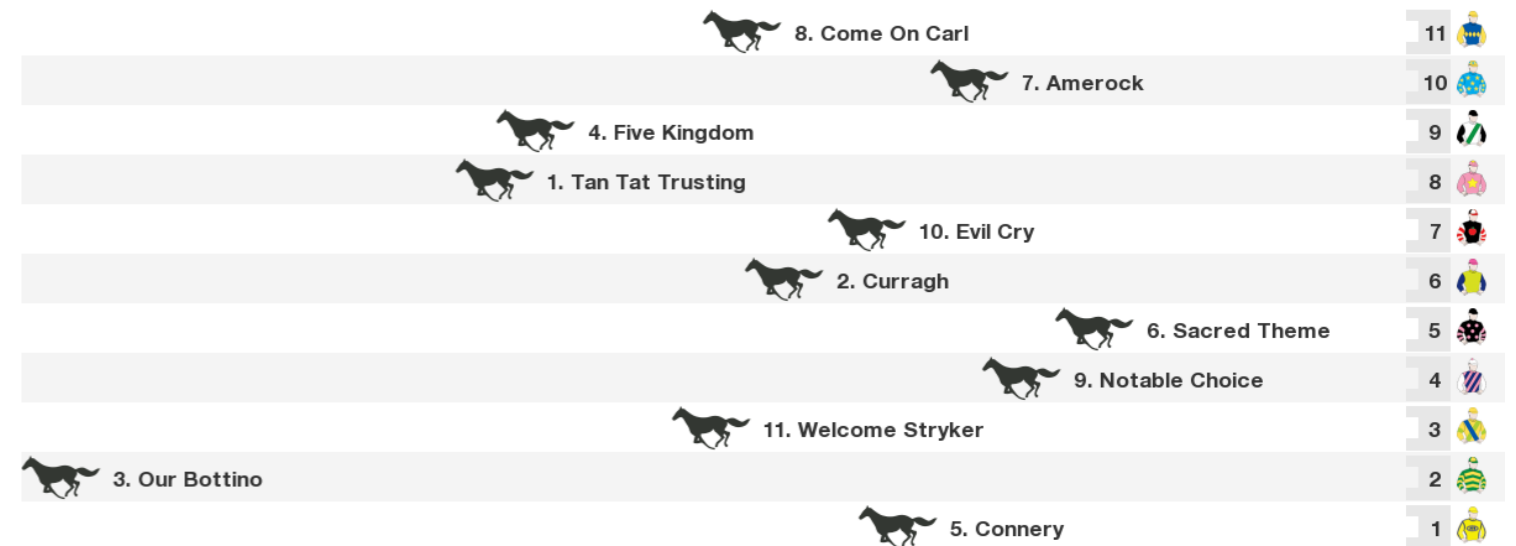 8. Come On Carl 11
7. Amerock 10
4. Five Kingdom 9
1. Tan Tat Trusting 8
10. Evil Cry 7
2. Curragh 6
6. Sacred Theme 5
9. Notable Choice 4
11. Welcome Stryker 3
3. Our Bottino 2
5. Connery 1